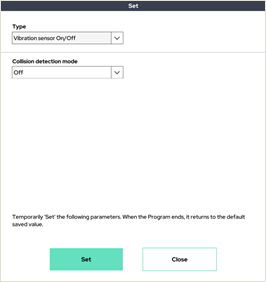 Set
Type
Vibration sensor On/Off
Collision detection mode
Off
Temporarily 'Set' the following parameters. When the Program ends, it returns to the default
saved value.
Set
Close